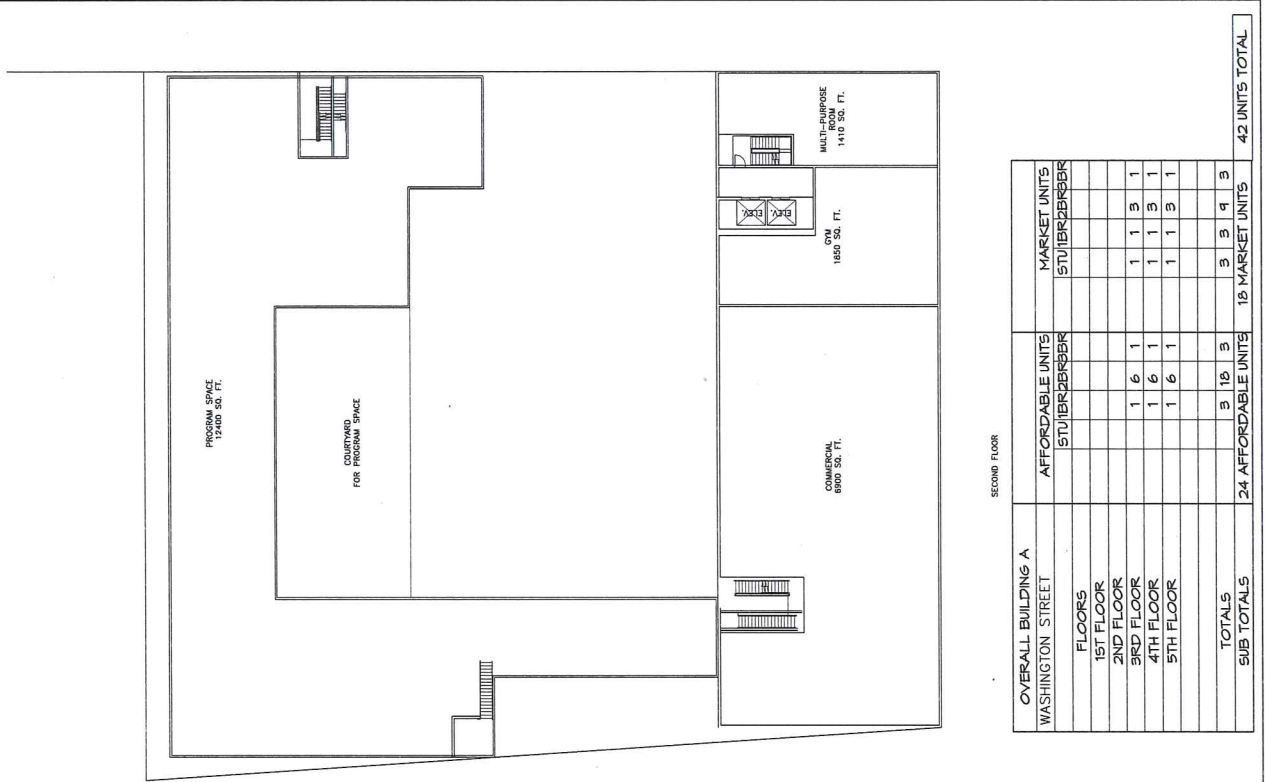 PROGRAM SPACE
12400 SQ. FT.
COURTYARD
FOR PROGRAM SPACE
MULTI-PURPOSE
ROOM
1410 SQ. FT.
ELEV.
ELEV.
GYM
1850 SQ. FT.
COMMERCIAL
6900 SQ. FT.
SECOND FLOOR
OVERALL BUILDING A
WASHINGTON STREET AFFORDABLE UNITS MARKET UNITS
FLOORS STU 1BR 2BR 3BR STU 1BR 2BR 3BR
1ST FLOOR
2ND FLOOR
3RD FLOOR 1 6 1 1 1 3 1
4TH FLOOR 1 6 1 1 1 3 1
5TH FLOOR 1 6 1 1 1 3 1
TOTALS 3 18 3 3 3 9 3
SUB TOTALS 24 AFFORDABLE UNITS 18 MARKET UNITS 42 UNITS TOTAL